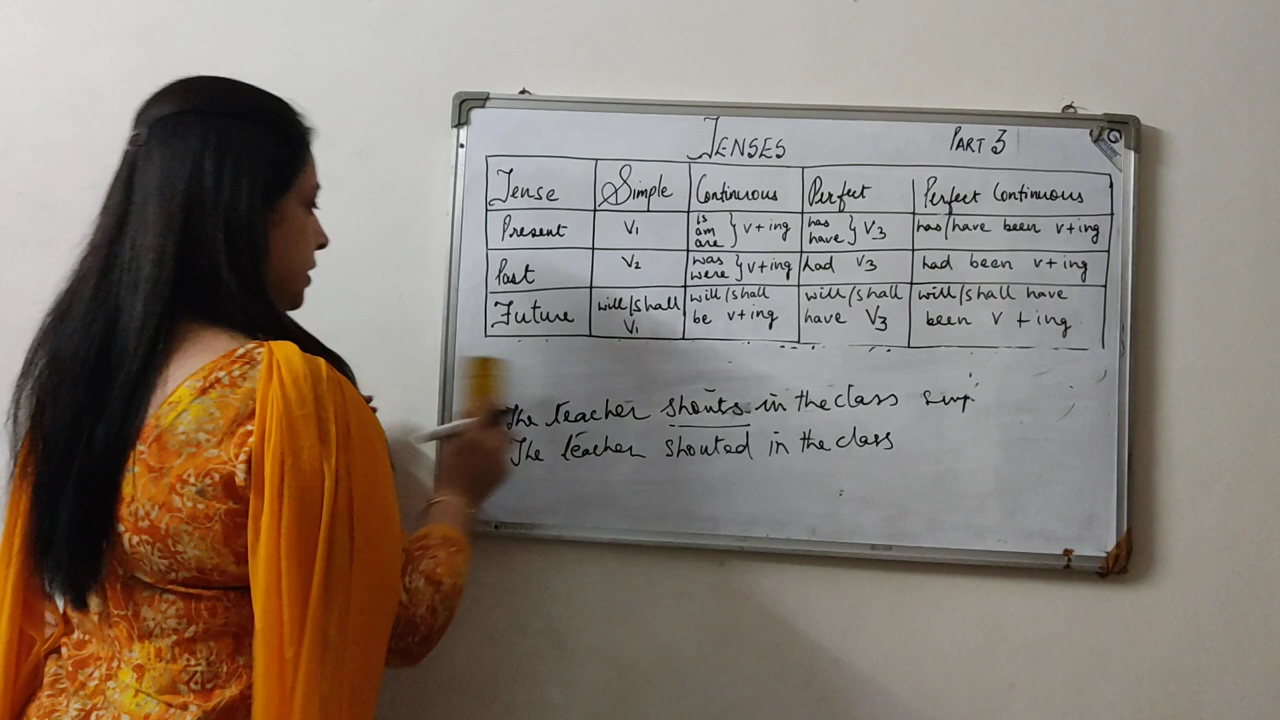 TENSES PART 3
Tense Simple Continuous Perfect Perfect Continuous
Present V1 is am are } V+ing has have } V3 has/have been v+ing
Past V2 was were } v+ing had V3 had been v+ing
Future will/shall V1 will/shall be v+ing will/shall have V3 will/shall have been v+ing
The teacher shouts in the class simp
The teacher shouted in the class